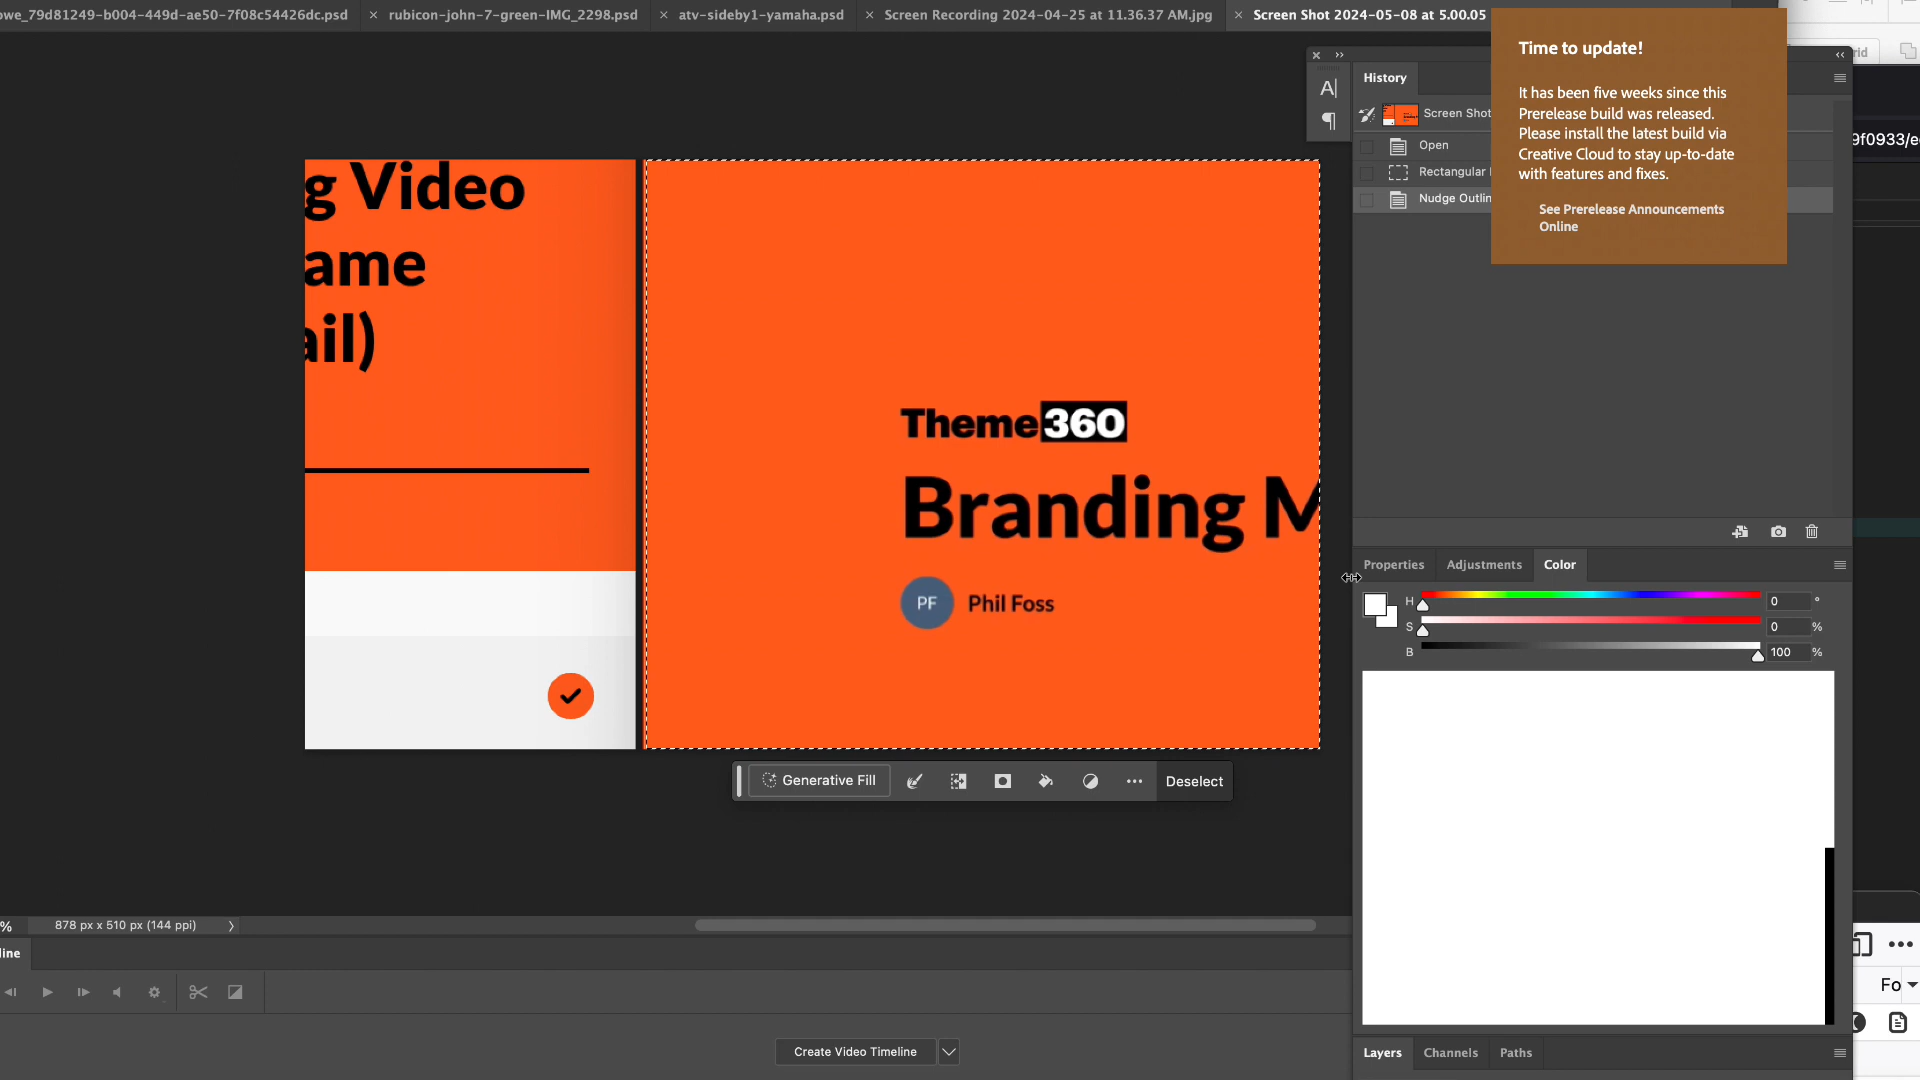 owe_79d81249-b004-449d-ae50-7f08c54426dc.psd
rubicon-john-7-green-IMG_2298.psd
atv-sideby1-yamaha.psd
Screen Recording 2024-04-25 at 11.36.37 AM.jpg
Screen Shot 2024-05-08 at 5.00.05
Time to update!
It has been five weeks since this
Prerelease build was released.
Please install the latest build via
Creative Cloud to stay up-to-date
with features and fixes.
See Prerelease Announcements
Online
rid
9f0933/e
A
¶
History
Screen Shot
Open
Rectangular
Nudge Outlin
g Video
ame
ail)
Theme360
Branding M
PF Phil Foss
Generative Fill
Deselect
Properties
Adjustments
Color
H 0 °
S 0 %
B 100 %
% 878 px x 510 px (144 ppi)
line
Create Video Timeline
Layers
Channels
Paths
Fo